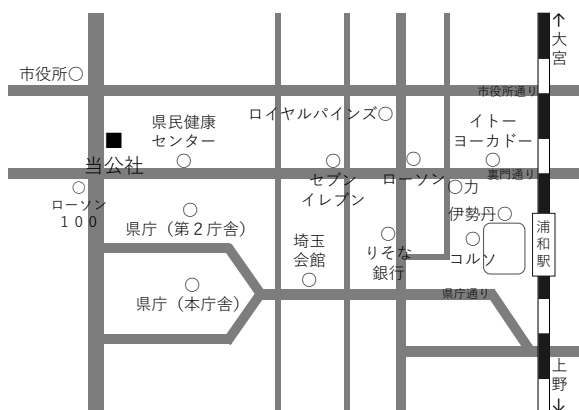 ↑大宮
市役所○
市役所通り
ロイヤルパインズ○
イトー
ヨーカドー
県民健康
センター
当公社
裏門通り
セブン
イレブン
ローソン
○力
ローソン
１００
伊勢丹○
県庁（第２庁舎）
浦和駅
埼玉
会館
りそな
銀行
コルソ
県庁（本庁舎）
県庁通り
上野↓